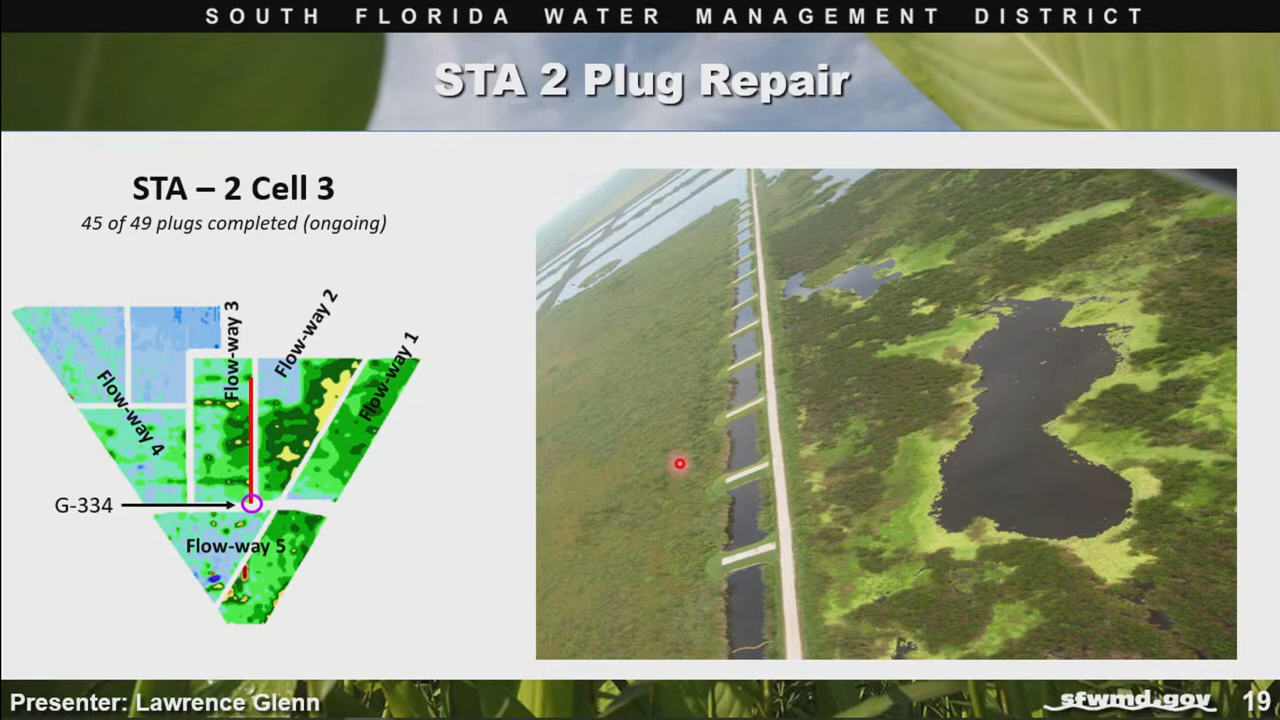 SOUTH FLORIDA WATER MANAGEMENT DISTRICT
STA 2 Plug Repair
STA – 2 Cell 3
45 of 49 plugs completed (ongoing)
Flow-way 3
Flow-way 2
Flow-way 1
Flow-way 4
G-334
Flow-way 5
Presenter: Lawrence Glenn
sfwmd.gov
19